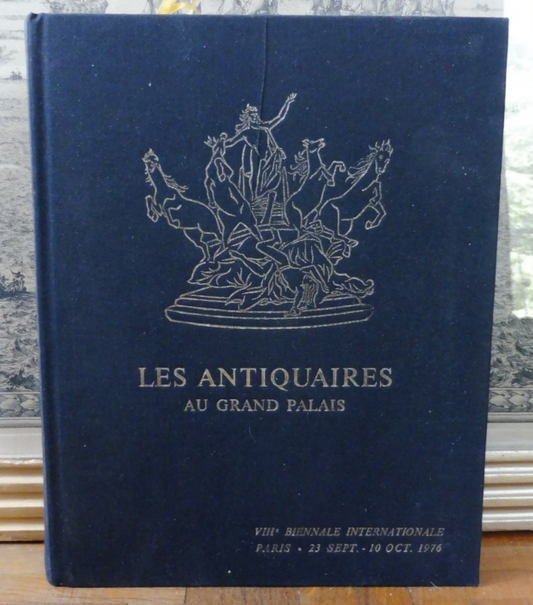 LES ANTIQUAIRES
AU GRAND PALAIS
VIIIᵉ BIENNALE INTERNATIONALE
PARIS • 23 SEPT. - 10 OCT. 1976